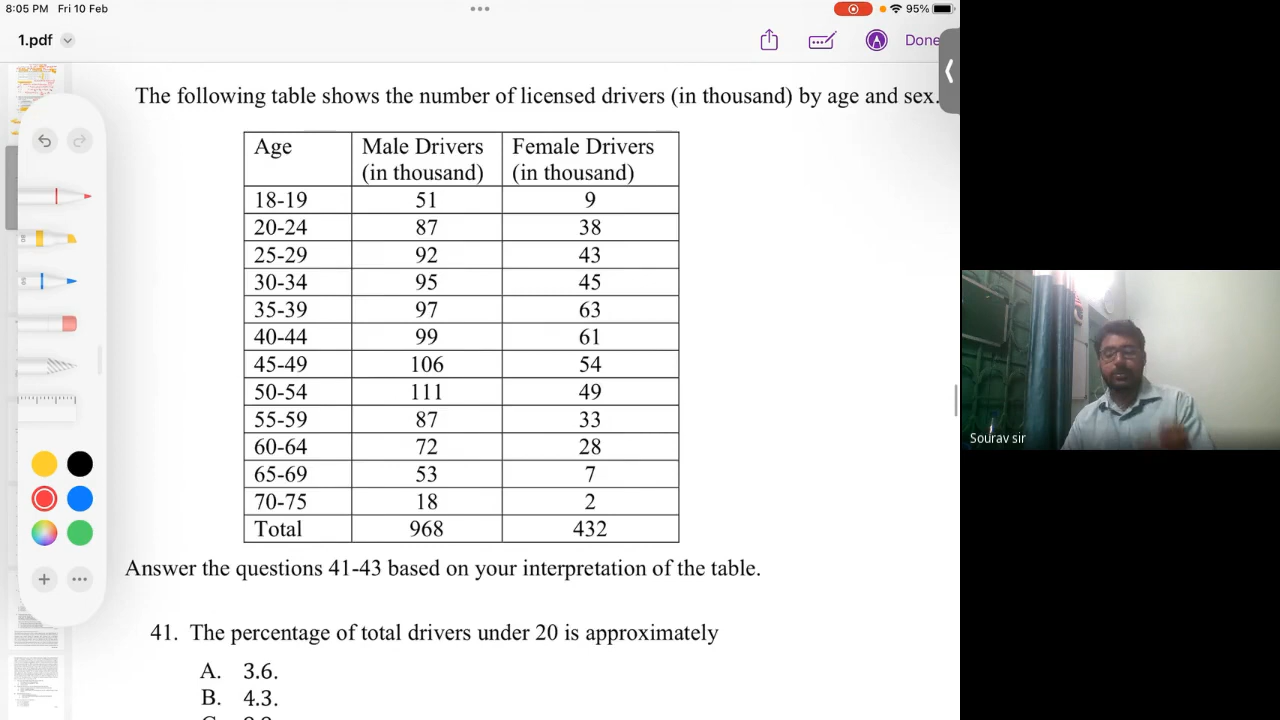 8:05 PM Fri 10 Feb
95%
1.pdf
Done
The following table shows the number of licensed drivers (in thousand) by age and sex.
Age Male Drivers (in thousand) Female Drivers (in thousand)
18-19 51 9
20-24 87 38
25-29 92 43
30-34 95 45
35-39 97 63
40-44 99 61
45-49 106 54
50-54 111 49
55-59 87 33
60-64 72 28
65-69 53 7
70-75 18 2
Total 968 432
Answer the questions 41-43 based on your interpretation of the table.
41. The percentage of total drivers under 20 is approximately
A. 3.6.
B. 4.3.
Sourav sir